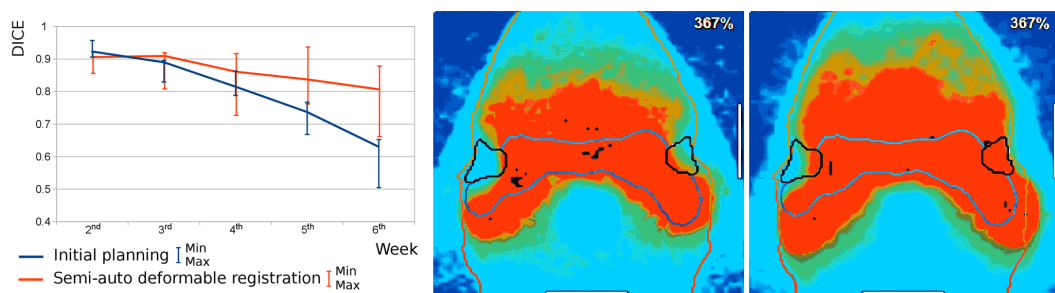 DICE
1
0.9
0.8
0.7
0.6
0.5
0.4
2nd 3rd 4th 5th 6th
Week
Initial planning Min Max
Semi-auto deformable registration Min Max
367%
367%